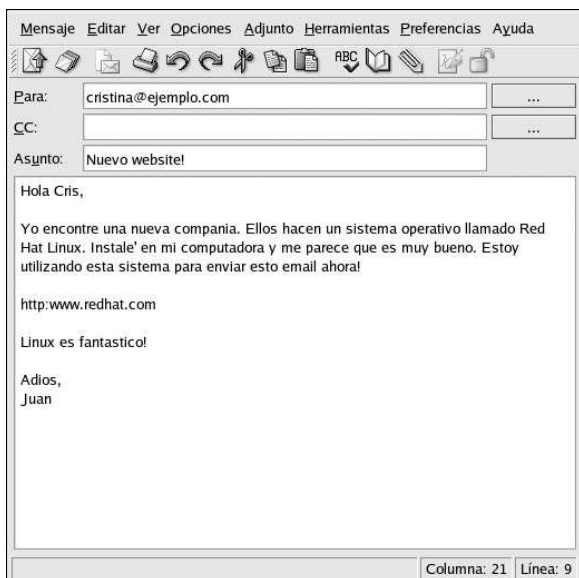 Mensaje Editar Ver Opciones Adjunto Herramientas Preferencias Ayuda
ABC
Para: cristina@ejemplo.com ...
CC: ...
Asunto: Nuevo website!
Hola Cris,
Yo encontre una nueva compania. Ellos hacen un sistema operativo llamado Red
Hat Linux. Instale' en mi computadora y me parece que es muy bueno. Estoy
utilizando esta sistema para enviar esto email ahora!
http:www.redhat.com
Linux es fantastico!
Adios,
Juan
Columna: 21 Línea: 9